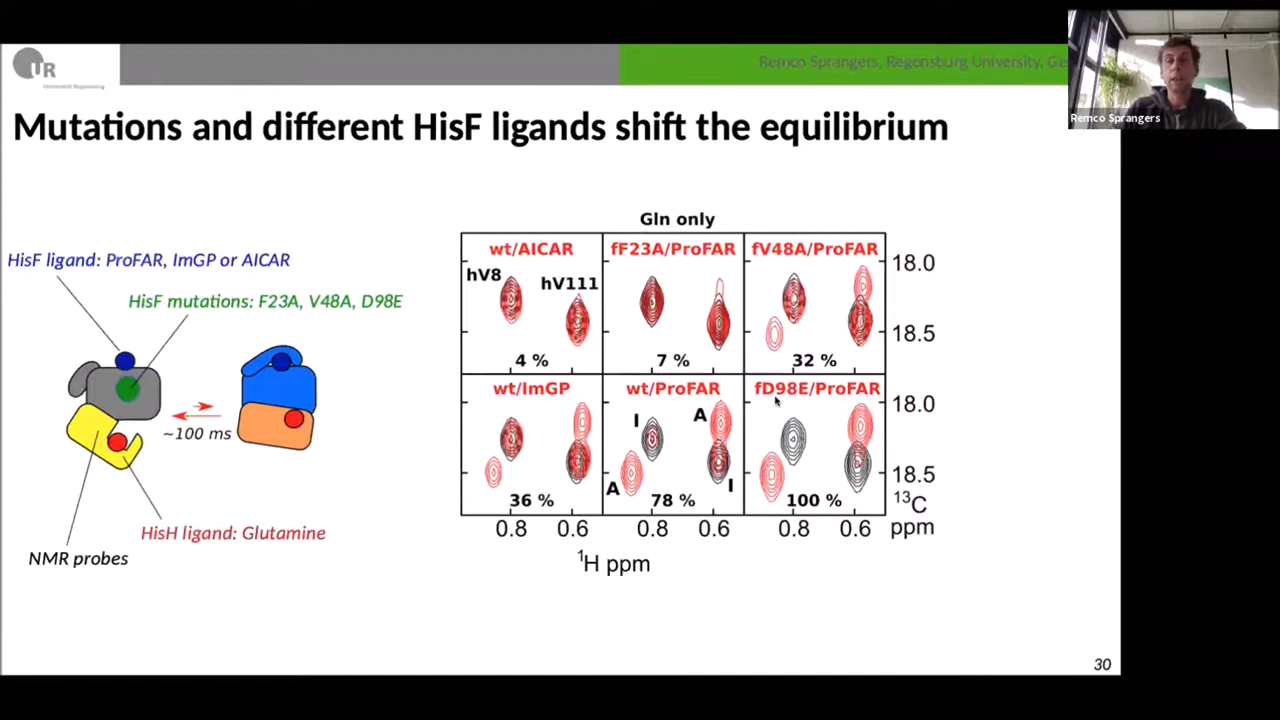 UR
Universität Regensburg
Remco Sprangers, Regensburg University, Ge
Remco Sprangers
Mutations and different HisF ligands shift the equilibrium
HisF ligand: ProFAR, ImGP or AICAR
HisF mutations: F23A, V48A, D98E
~100 ms
HisH ligand: Glutamine
NMR probes
Gln only
wt/AICAR
hV8
hV111
4 %
fF23A/ProFAR
7 %
fV48A/ProFAR
32 %
18.0
18.5
wt/ImGP
36 %
wt/ProFAR
I
A
A
I
78 %
fD98E/ProFAR
100 %
18.0
18.5
13C
ppm
0.8 0.6 0.8 0.6 0.8 0.6
1H ppm
30